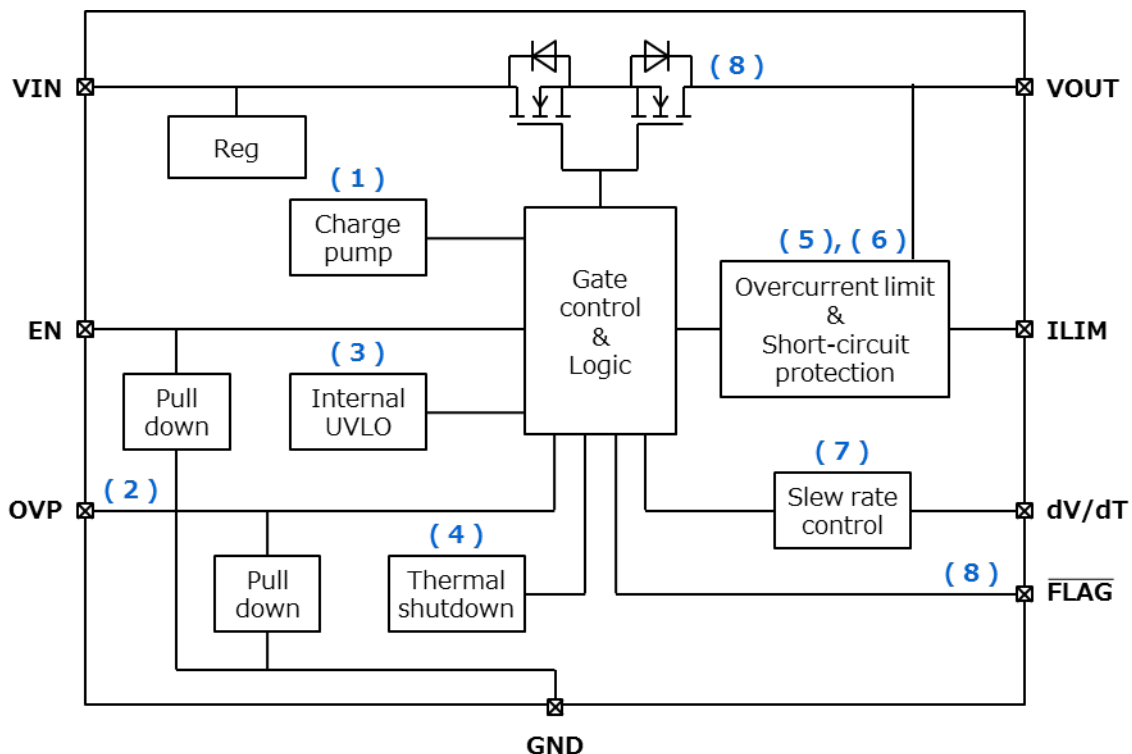 ( 8 )
VIN
VOUT
Reg
( 1 )
Charge
pump
Gate
control
&
Logic
( 5 ), ( 6 )
Overcurrent limit
&
Short-circuit
protection
EN
ILIM
Pull
down
( 3 )
Internal
UVLO
( 2 )
OVP
( 7 )
Slew rate
control
dV/dT
Pull
down
( 4 )
Thermal
shutdown
( 8 )
FLAG
GND